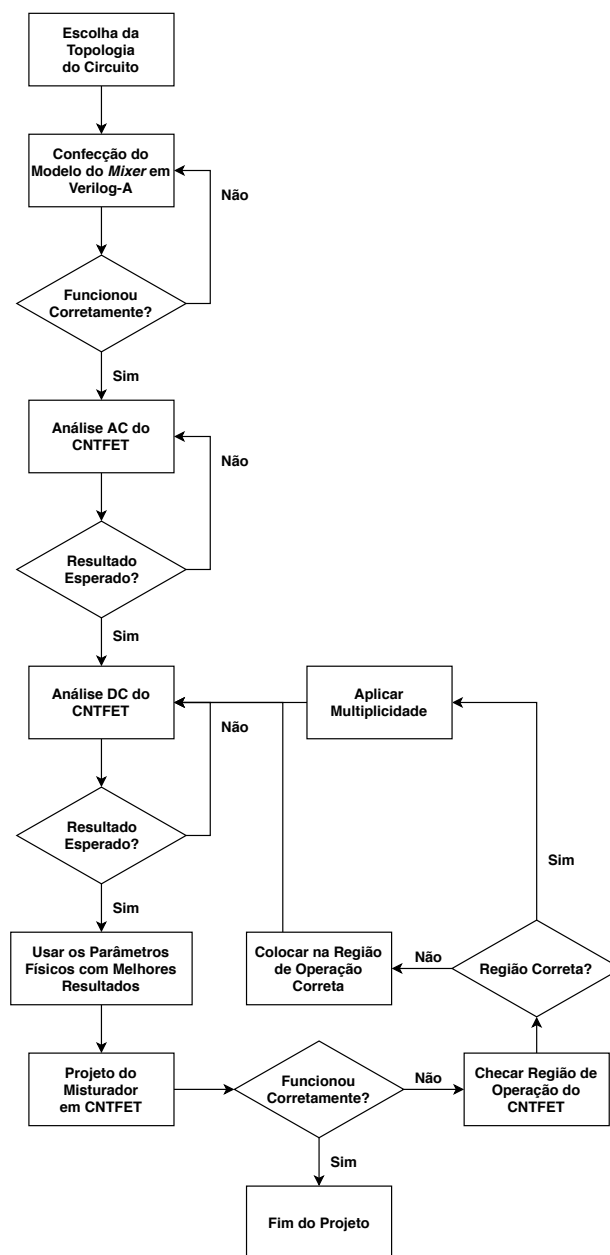 Escolha da
Topologia
do Circuito
Confecção do
Modelo do Mixer em
Verilog-A
Não
Funcionou
Corretamente?
Sim
Análise AC do
CNTFET
Não
Resultado
Esperado?
Sim
Análise DC do
CNTFET
Aplicar
Multiplicidade
Não
Resultado
Esperado?
Sim
Sim
Usar os Parâmetros
Físicos com Melhores
Resultados
Colocar na Região
de Operação
Correta
Não
Região Correta?
Projeto do
Misturador
em CNTFET
Funcionou
Corretamente?
Não
Checar Região de
Operação do
CNTFET
Sim
Fim do Projeto